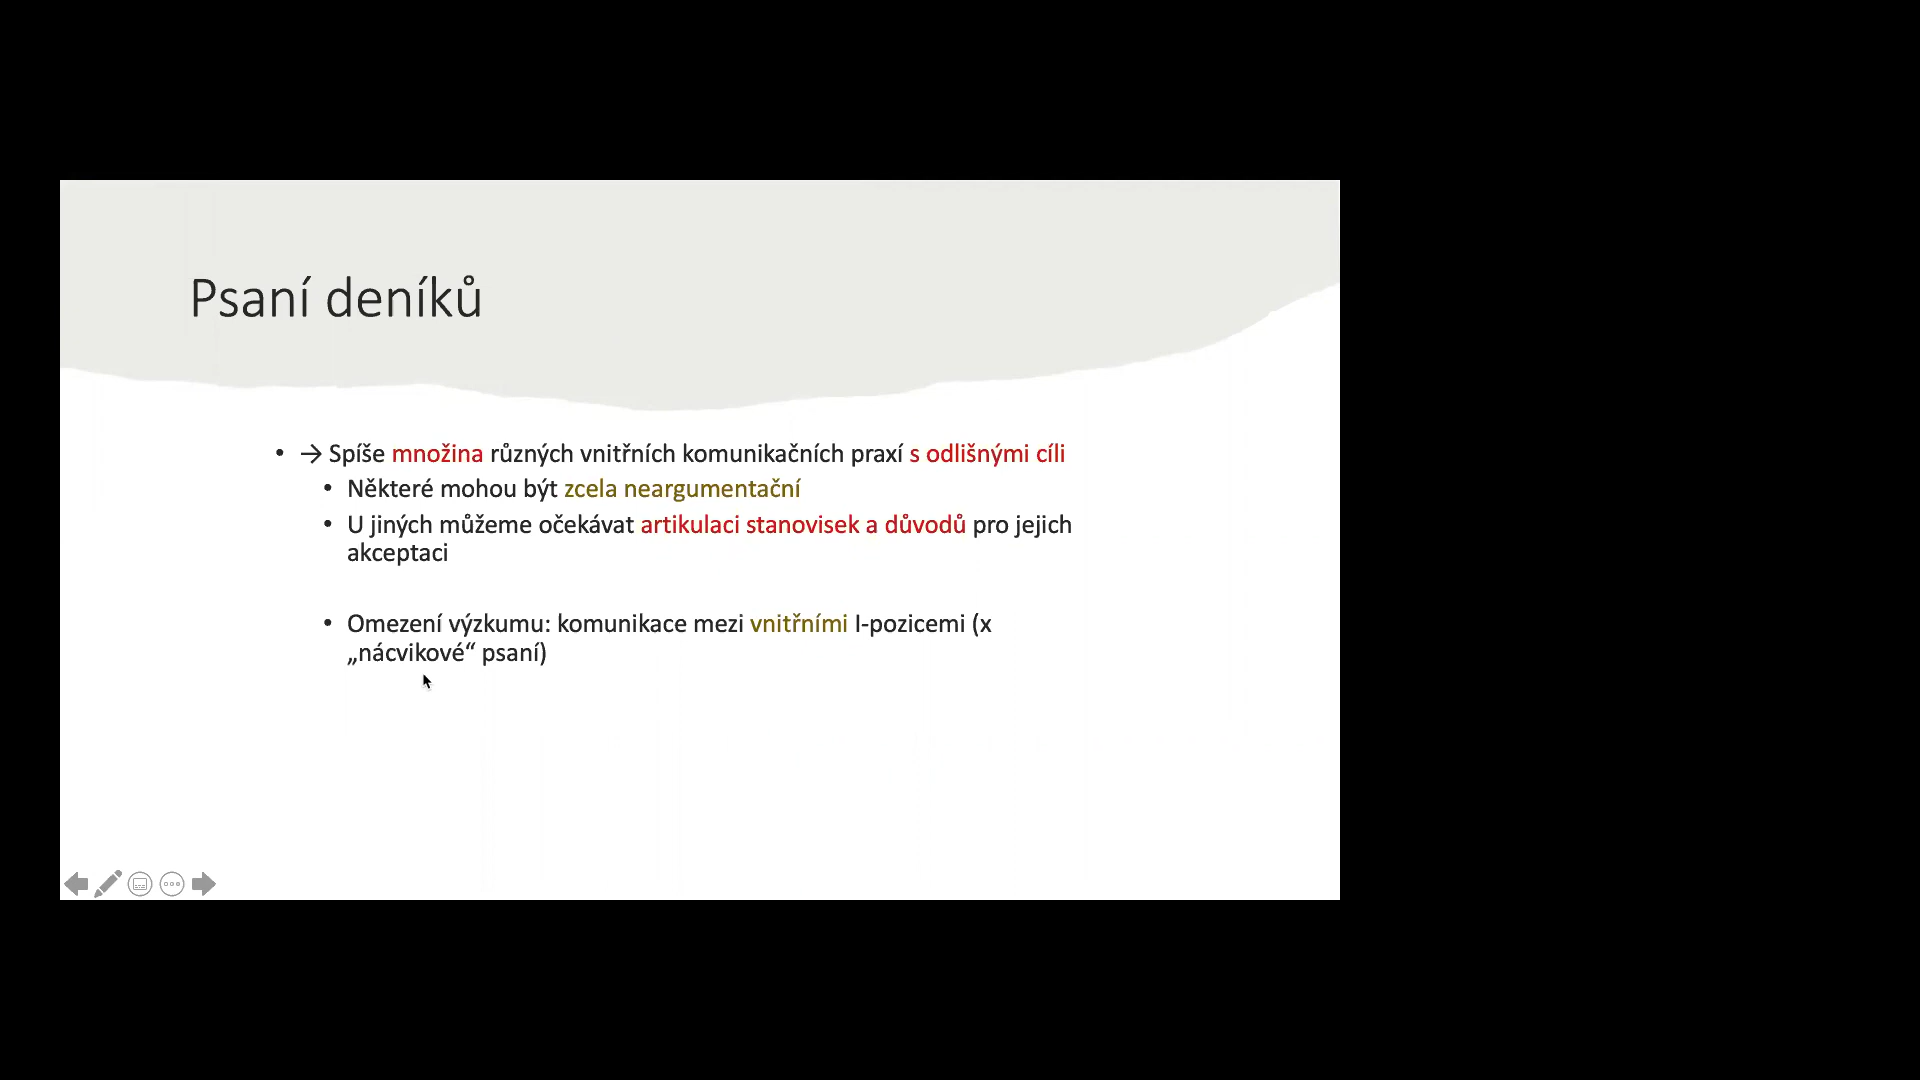 Psaní deníků
• → Spíše množina různých vnitřních komunikačních praxí s odlišnými cíli
• Některé mohou být zcela neargumentační
• U jiných můžeme očekávat artikulaci stanovisek a důvodů pro jejich
akceptaci
• Omezení výzkumu: komunikace mezi vnitřními I-pozicemi (x
„nácvikové“ psaní)